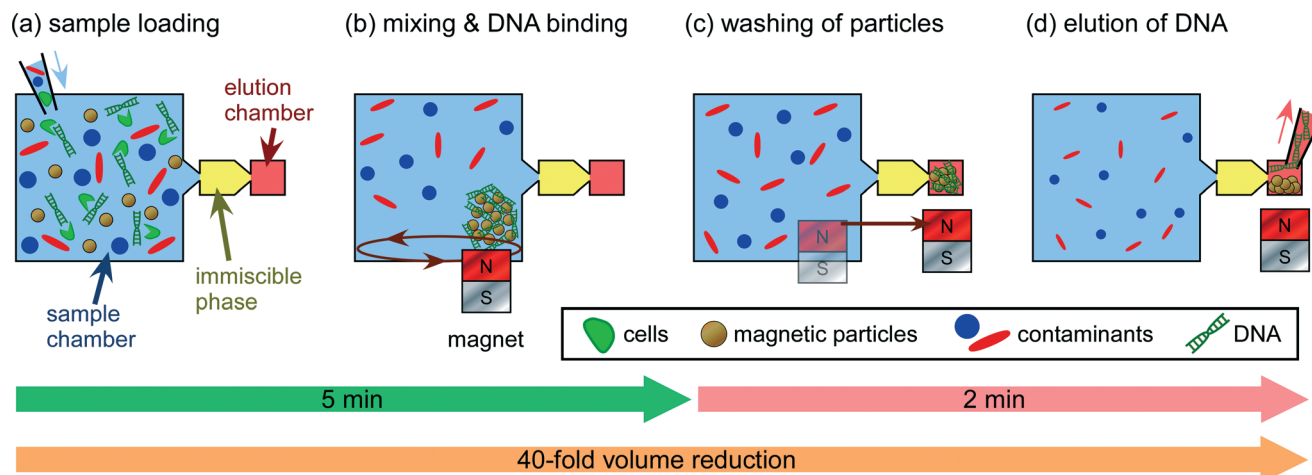 (a) sample loading
(b) mixing & DNA binding
(c) washing of particles
(d) elution of DNA
elution
chamber
immiscible
phase
sample
chamber
N
S
magnet
N
S
N
S
N
S
cells
magnetic particles
contaminants
DNA
5 min
2 min
40-fold volume reduction